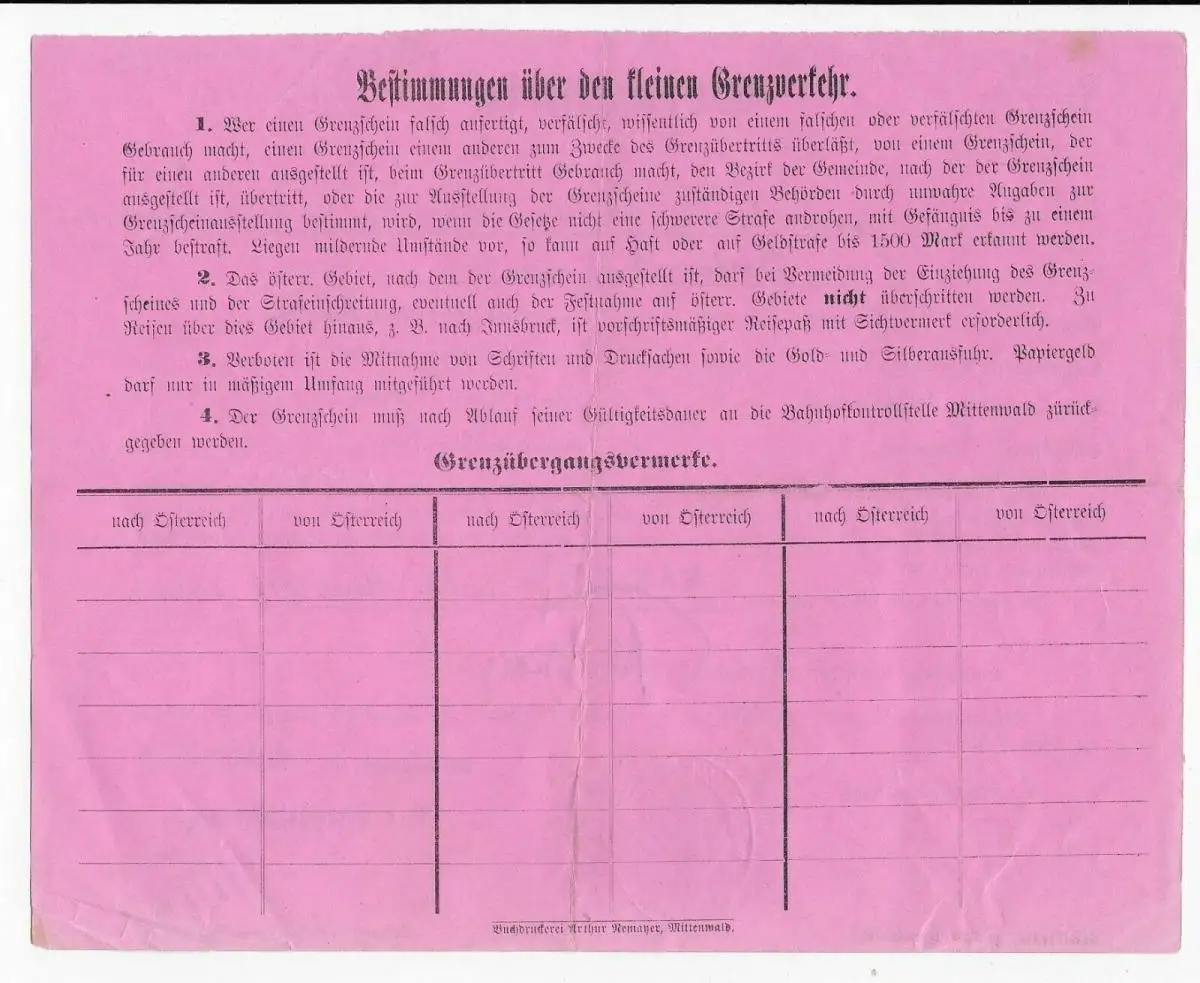 Bestimmungen über den kleinen Grenzverkehr.
1. Wer einen Grenzschein falsch anfertigt, verfälscht, wissentlich von einem falschen oder verfälschten Grenzschein
Gebrauch macht, einen Grenzschein einem anderen zum Zwecke des Grenzübertritts überläßt, von einem Grenzschein, der
für einen anderen ausgestellt ist, beim Grenzübertritt Gebrauch macht, den Bezirk der Gemeinde, nach der der Grenzschein
ausgestellt ist, übertritt, oder die zur Ausstellung der Grenzscheine zuständigen Behörden durch unwahre Angaben zur
Grenzscheinausstellung bestimmt, wird, wenn die Gesetze nicht eine schwerere Strafe androhen, mit Gefängnis bis zu einem
Jahr bestraft. Liegen mildernde Umstände vor, so kann auf Haft oder auf Geldstrafe bis 1500 Mark erkannt werden.
2. Das österr. Gebiet, nach dem der Grenzschein ausgestellt ist, darf bei Vermeidung der Einziehung des Grenz-
scheines und der Strafeinschreitung, eventuell auch der Festnahme auf österr. Gebiete nicht überschritten werden. Zu
Reisen über dies Gebiet hinaus, z. B. nach Innsbruck, ist vorschriftsmäßiger Reisepaß mit Sichtvermerk erforderlich.
3. Verboten ist die Mitnahme von Schriften und Drucksachen sowie die Gold- und Silberausfuhr. Papiergeld
darf nur in mäßigem Umfang mitgeführt werden.
4. Der Grenzschein muß nach Ablauf seiner Gültigkeitsdauer an die Bahnhofkontrollstelle Mittenwald zurück-
gegeben werden.
Grenzübergangsvermerke.
nach Österreich von Österreich nach Österreich von Österreich nach Österreich von Österreich
Buchdruckerei Arthur Nemayer, Mittenwald.